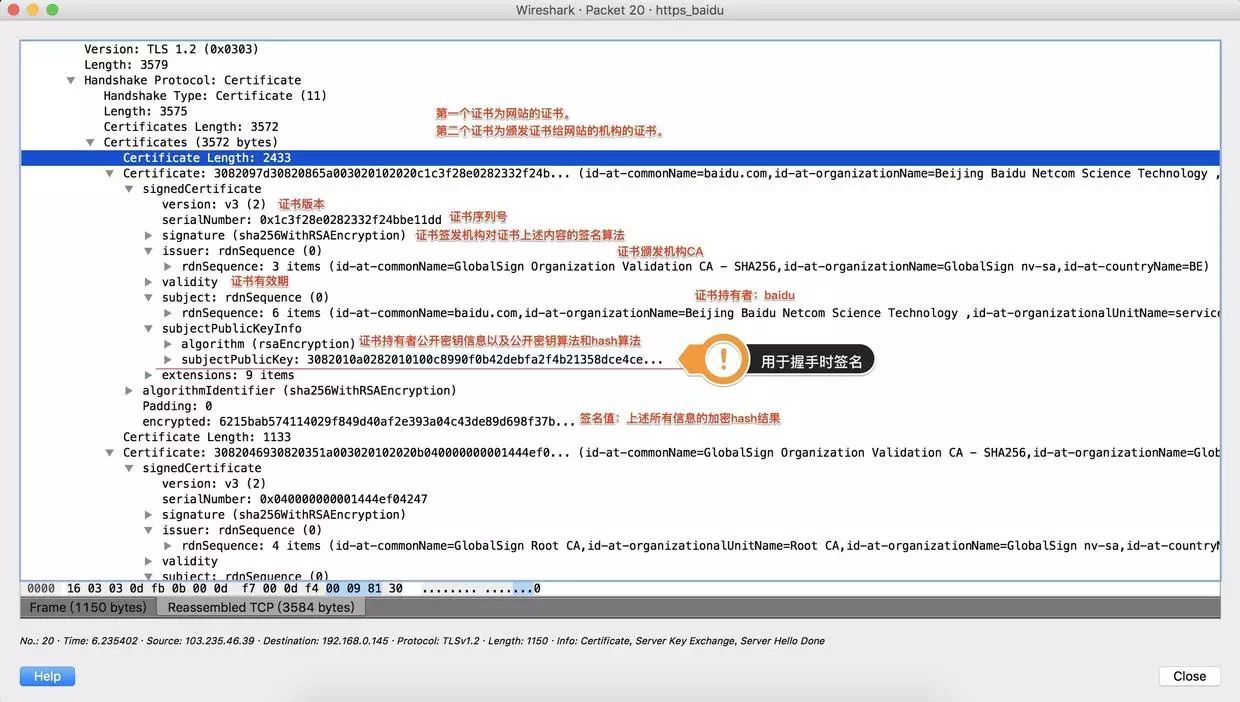 Wireshark · Packet 20 · https_baidu
Version: TLS 1.2 (0x0303)
Length: 3579
Handshake Protocol: Certificate
Handshake Type: Certificate (11)
Length: 3575
第一个证书为网站的证书。
Certificates Length: 3572
第二个证书为颁发证书给网站的机构的证书。
Certificates (3572 bytes)
Certificate Length: 2433
Certificate: 3082097d30820865a003020102020c1c3f28e0282332f24b... (id-at-commonName=baidu.com,id-at-organizationName=Beijing Baidu Netcom Science Technology ,
signedCertificate
version: v3 (2) 证书版本
serialNumber: 0x1c3f28e0282332f24bbe11dd 证书序列号
signature (sha256WithRSAEncryption) 证书签发机构对证书上述内容的签名算法
issuer: rdnSequence (0) 证书颁发机构CA
rdnSequence: 3 items (id-at-commonName=GlobalSign Organization Validation CA - SHA256,id-at-organizationName=GlobalSign nv-sa,id-at-countryName=BE)
validity 证书有效期
subject: rdnSequence (0) 证书持有者：baidu
rdnSequence: 6 items (id-at-commonName=baidu.com,id-at-organizationName=Beijing Baidu Netcom Science Technology ,id-at-organizationalUnitName=service
subjectPublicKeyInfo
algorithm (rsaEncryption) 证书持有者公开密钥信息以及公开密钥算法和hash算法
subjectPublicKey: 3082010a0282010100c8990f0b42debfa2f4b21358dce4ce... ! 用于握手时签名
extensions: 9 items
algorithmIdentifier (sha256WithRSAEncryption)
Padding: 0
encrypted: 6215bab574114029f849d40af2e393a04c43de89d698f37b... 签名值：上述所有信息的加密hash结果
Certificate Length: 1133
Certificate: 3082046930820351a003020102020b040000000001444ef0... (id-at-commonName=GlobalSign Organization Validation CA - SHA256,id-at-organizationName=Glob
signedCertificate
version: v3 (2)
serialNumber: 0x040000000001444ef04247
signature (sha256WithRSAEncryption)
issuer: rdnSequence (0)
rdnSequence: 4 items (id-at-commonName=GlobalSign Root CA,id-at-organizationalUnitName=Root CA,id-at-organizationName=GlobalSign nv-sa,id-at-countryN
validity
subject: rdnSequence (0)
0000 16 03 03 0d fb 0b 00 0d f7 00 0d f4 00 09 81 30 ........ .......0
Frame (1150 bytes) Reassembled TCP (3584 bytes)
No.: 20 · Time: 6.235402 · Source: 103.235.46.39 · Destination: 192.168.0.145 · Protocol: TLSv1.2 · Length: 1150 · Info: Certificate, Server Key Exchange, Server Hello Done
Help Close